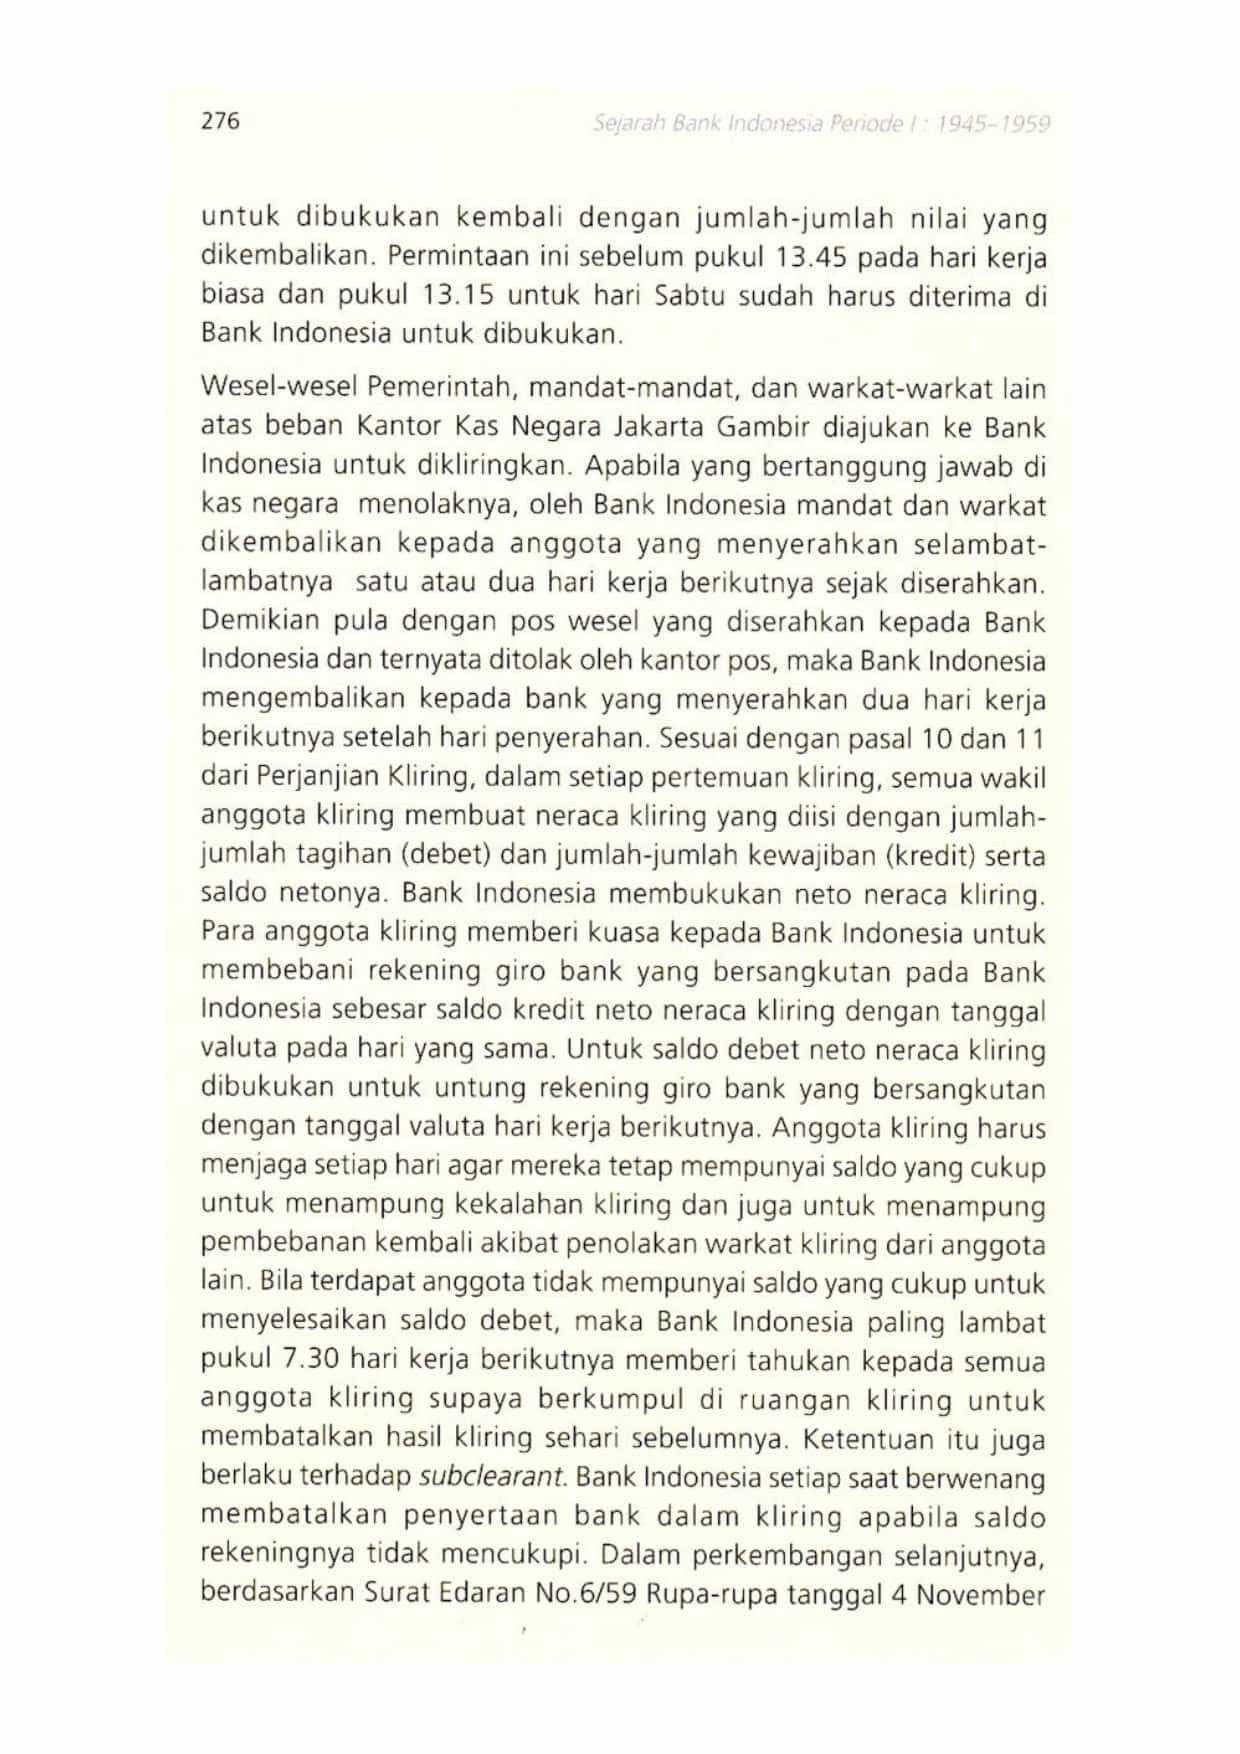 276
Sejarah Bank Indonesia Periode I : 1945–1959
untuk dibukukan kembali dengan jumlah-jumlah nilai yang
dikembalikan. Permintaan ini sebelum pukul 13.45 pada hari kerja
biasa dan pukul 13.15 untuk hari Sabtu sudah harus diterima di
Bank Indonesia untuk dibukukan.
Wesel-wesel Pemerintah, mandat-mandat, dan warkat-warkat lain
atas beban Kantor Kas Negara Jakarta Gambir diajukan ke Bank
Indonesia untuk dikliringkan. Apabila yang bertanggung jawab di
kas negara menolaknya, oleh Bank Indonesia mandat dan warkat
dikembalikan kepada anggota yang menyerahkan selambat-
lambatnya satu atau dua hari kerja berikutnya sejak diserahkan.
Demikian pula dengan pos wesel yang diserahkan kepada Bank
Indonesia dan ternyata ditolak oleh kantor pos, maka Bank Indonesia
mengembalikan kepada bank yang menyerahkan dua hari kerja
berikutnya setelah hari penyerahan. Sesuai dengan pasal 10 dan 11
dari Perjanjian Kliring, dalam setiap pertemuan kliring, semua wakil
anggota kliring membuat neraca kliring yang diisi dengan jumlah-
jumlah tagihan (debet) dan jumlah-jumlah kewajiban (kredit) serta
saldo netonya. Bank Indonesia membukukan neto neraca kliring.
Para anggota kliring memberi kuasa kepada Bank Indonesia untuk
membebani rekening giro bank yang bersangkutan pada Bank
Indonesia sebesar saldo kredit neto neraca kliring dengan tanggal
valuta pada hari yang sama. Untuk saldo debet neto neraca kliring
dibukukan untuk untung rekening giro bank yang bersangkutan
dengan tanggal valuta hari kerja berikutnya. Anggota kliring harus
menjaga setiap hari agar mereka tetap mempunyai saldo yang cukup
untuk menampung kekalahan kliring dan juga untuk menampung
pembebanan kembali akibat penolakan warkat kliring dari anggota
lain. Bila terdapat anggota tidak mempunyai saldo yang cukup untuk
menyelesaikan saldo debet, maka Bank Indonesia paling lambat
pukul 7.30 hari kerja berikutnya memberi tahukan kepada semua
anggota kliring supaya berkumpul di ruangan kliring untuk
membatalkan hasil kliring sehari sebelumnya. Ketentuan itu juga
berlaku terhadap subclearant. Bank Indonesia setiap saat berwenang
membatalkan penyertaan bank dalam kliring apabila saldo
rekeningnya tidak mencukupi. Dalam perkembangan selanjutnya,
berdasarkan Surat Edaran No.6/59 Rupa-rupa tanggal 4 November